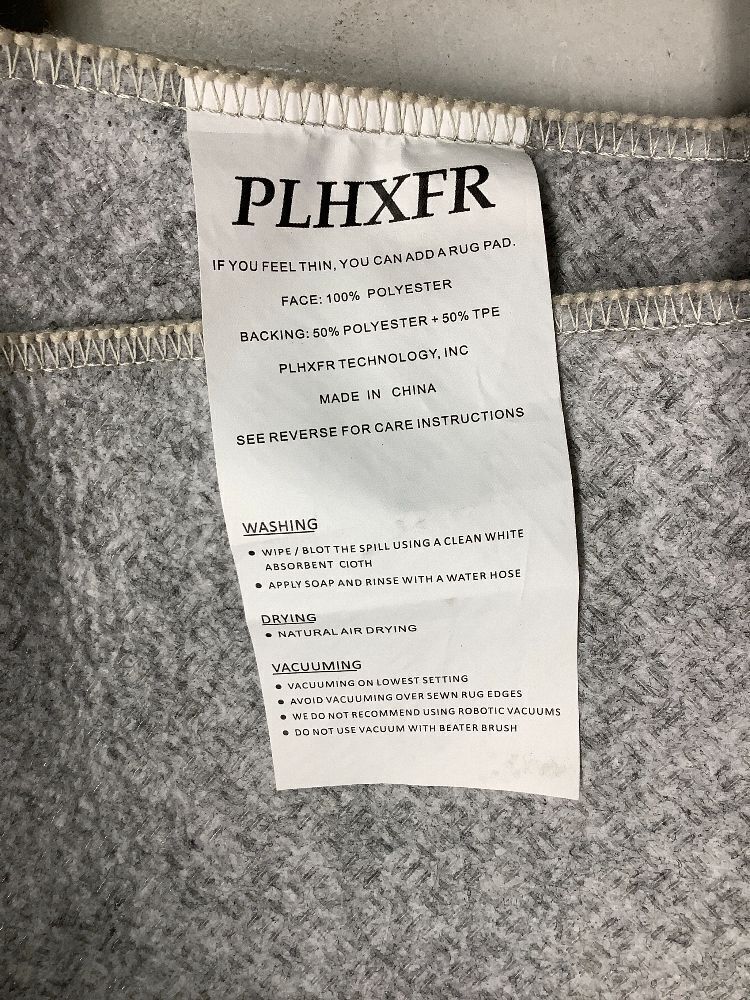 PLHXFR
IF YOU FEEL THIN, YOU CAN ADD A RUG PAD.
FACE: 100% POLYESTER
BACKING: 50% POLYESTER + 50% TPE
PLHXFR TECHNOLOGY, INC
MADE IN CHINA
SEE REVERSE FOR CARE INSTRUCTIONS
WASHING
• WIPE / BLOT THE SPILL USING A CLEAN WHITE
ABSORBENT CLOTH
• APPLY SOAP AND RINSE WITH A WATER HOSE
DRYING
• NATURAL AIR DRYING
VACUUMING
• VACUUMING ON LOWEST SETTING
• AVOID VACUUMING OVER SEWN RUG EDGES
• WE DO NOT RECOMMEND USING ROBOTIC VACUUMS
• DO NOT USE VACUUM WITH BEATER BRUSH